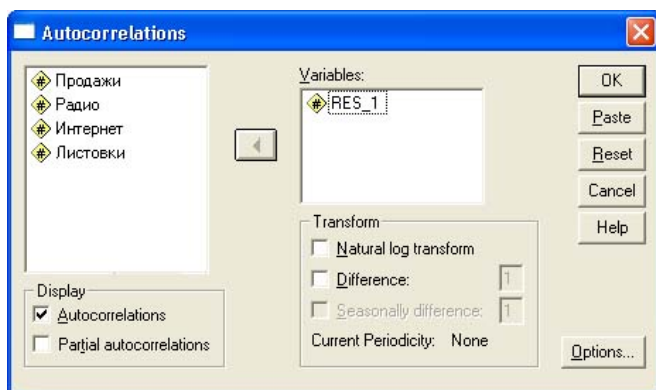 Autocorrelations
Продажи
Радио
Интернет
Листовки
Variables:
RES_1
OK
Paste
Reset
Cancel
Help
Transform
Natural log transform
Difference:
1
Seasonally difference:
1
Current Periodicity: None
Display
Autocorrelations
Partial autocorrelations
Options...